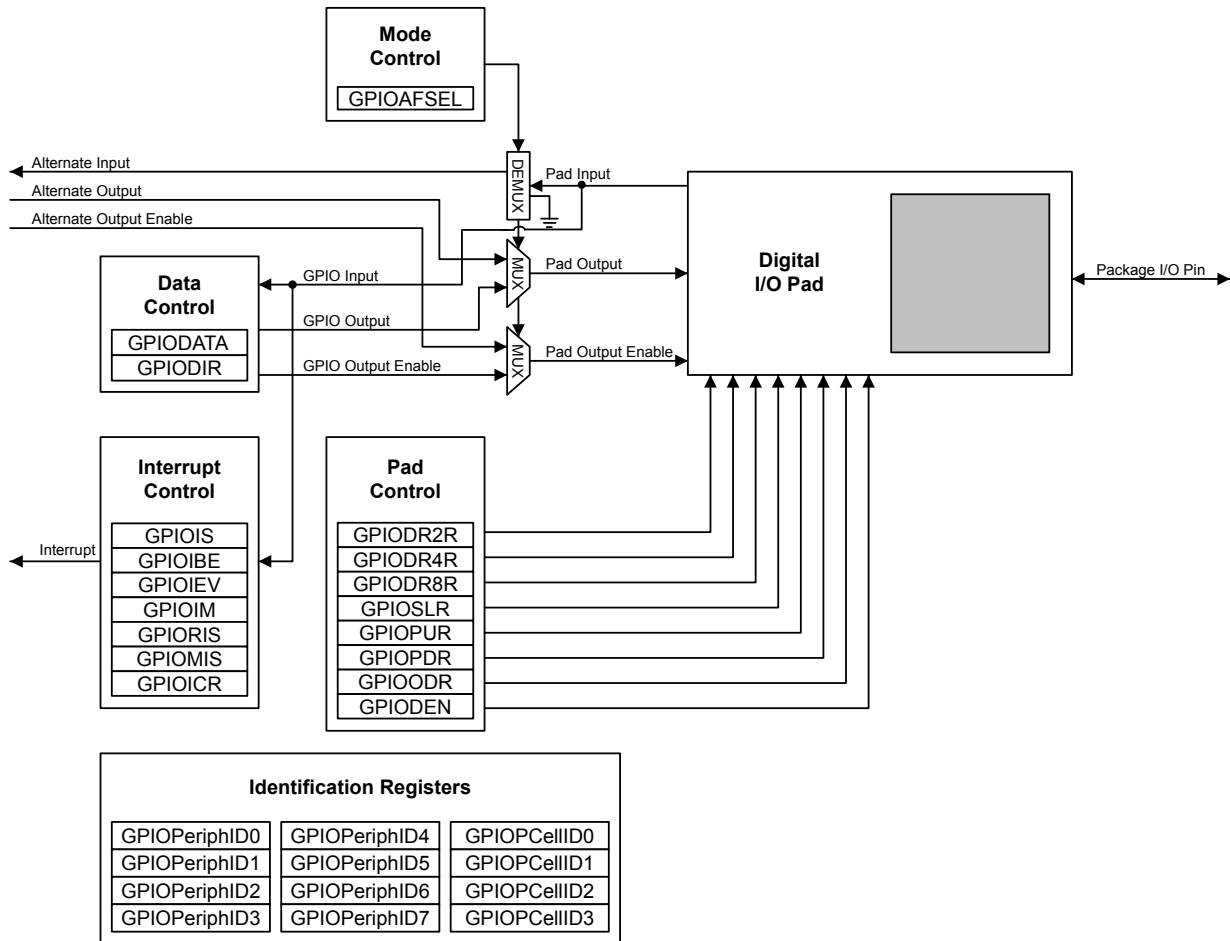 Mode
Control
GPIOAFSEL
Alternate Input
DEMUX
Pad Input
Alternate Output
Alternate Output Enable
MUX
Pad Output
Digital
I/O Pad
Package I/O Pin
Data
Control
GPIO Input
GPIO Output
GPIODATA
GPIODIR
GPIO Output Enable
MUX
Pad Output Enable
Interrupt
Control
GPIOIS
GPIOIBE
GPIOIEV
GPIOIM
GPIORIS
GPIOMIS
GPIOICR
Interrupt
Pad
Control
GPIODR2R
GPIODR4R
GPIODR8R
GPIOSLR
GPIOPUR
GPIOPDR
GPIOODR
GPIODEN
Identification Registers
GPIOPeriphID0
GPIOPeriphID1
GPIOPeriphID2
GPIOPeriphID3
GPIOPeriphID4
GPIOPeriphID5
GPIOPeriphID6
GPIOPeriphID7
GPIOPCellID0
GPIOPCellID1
GPIOPCellID2
GPIOPCellID3